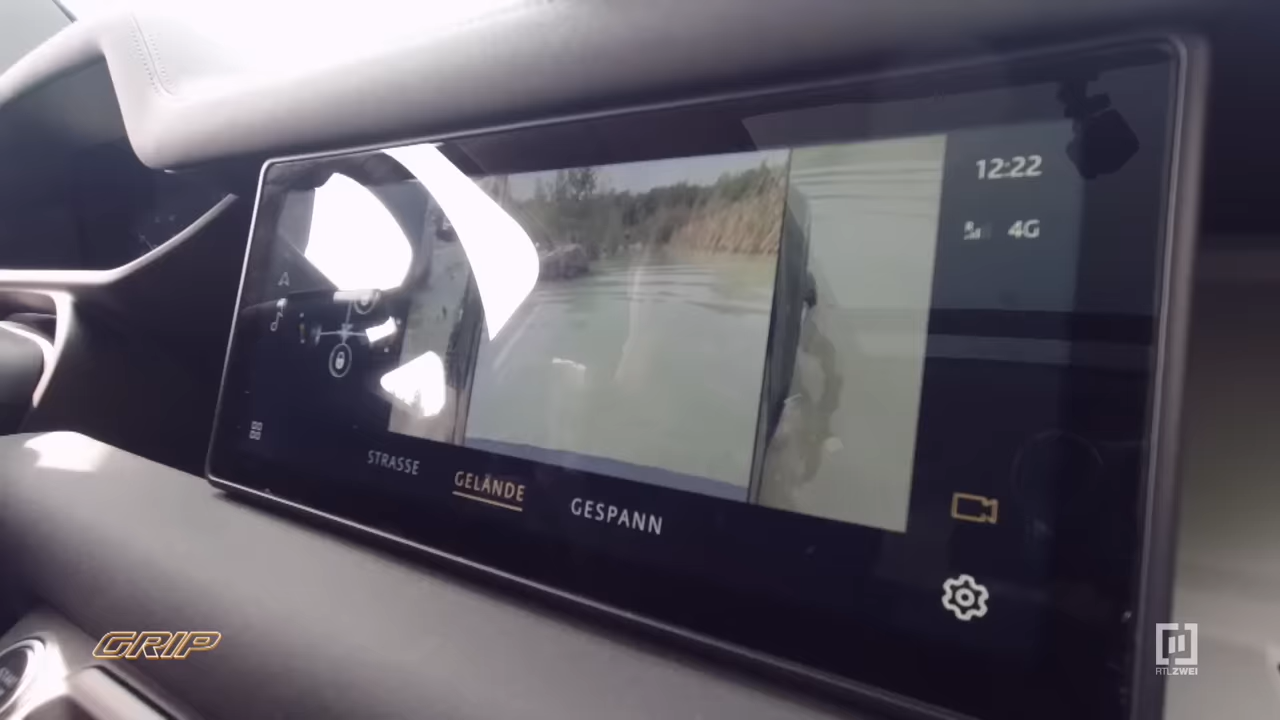 12:22
4G
STRASSE
GELÄNDE
GESPANN
GRIP
RTLZWEI